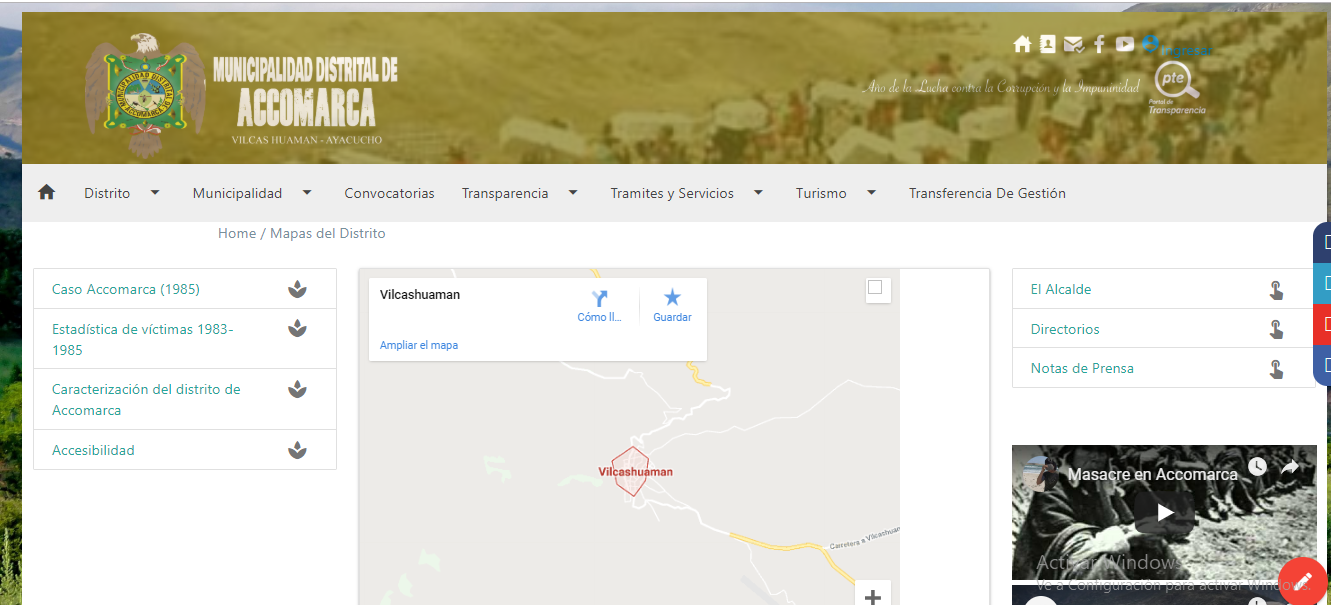 MUNICIPALIDAD DISTRITAL DE
ACCOMARCA
VILCAS HUAMAN - AYACUCHO
Ingresar
Año de la Lucha contra la Corrupción y la Impunidad
pte
Portal de
Transparencia
Distrito
Municipalidad
Convocatorias
Transparencia
Tramites y Servicios
Turismo
Transferencia De Gestión
Home / Mapas del Distrito
Caso Accomarca (1985)
Estadística de víctimas 1983-
1985
Caracterización del distrito de
Accomarca
Accesibilidad
Vilcashuaman
Cómo ll...
Guardar
Ampliar el mapa
Vilcashuaman
Carretera a Vilcashuan
El Alcalde
Directorios
Notas de Prensa
Masacre en Accomarca
Activar Windows
Ve a Configuración para activar Windows.